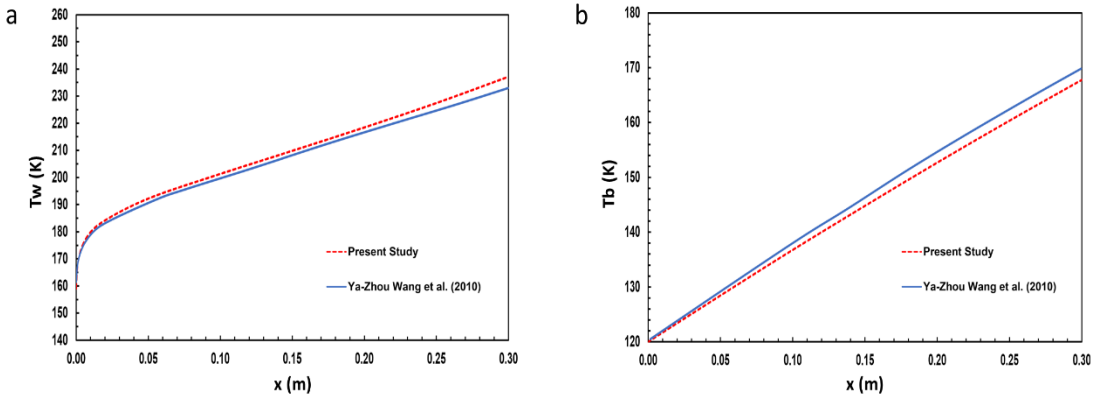 a
260
250
240
230
220
210
200
190
180
170
160
150
140
Tw (K)
Present Study
Ya-Zhou Wang et al. (2010)
0.00 0.05 0.10 0.15 0.20 0.25 0.30
x (m)
b
180
170
160
150
140
130
120
Tb (K)
Present Study
Ya-Zhou Wang et al. (2010)
0.00 0.05 0.10 0.15 0.20 0.25 0.30
x (m)